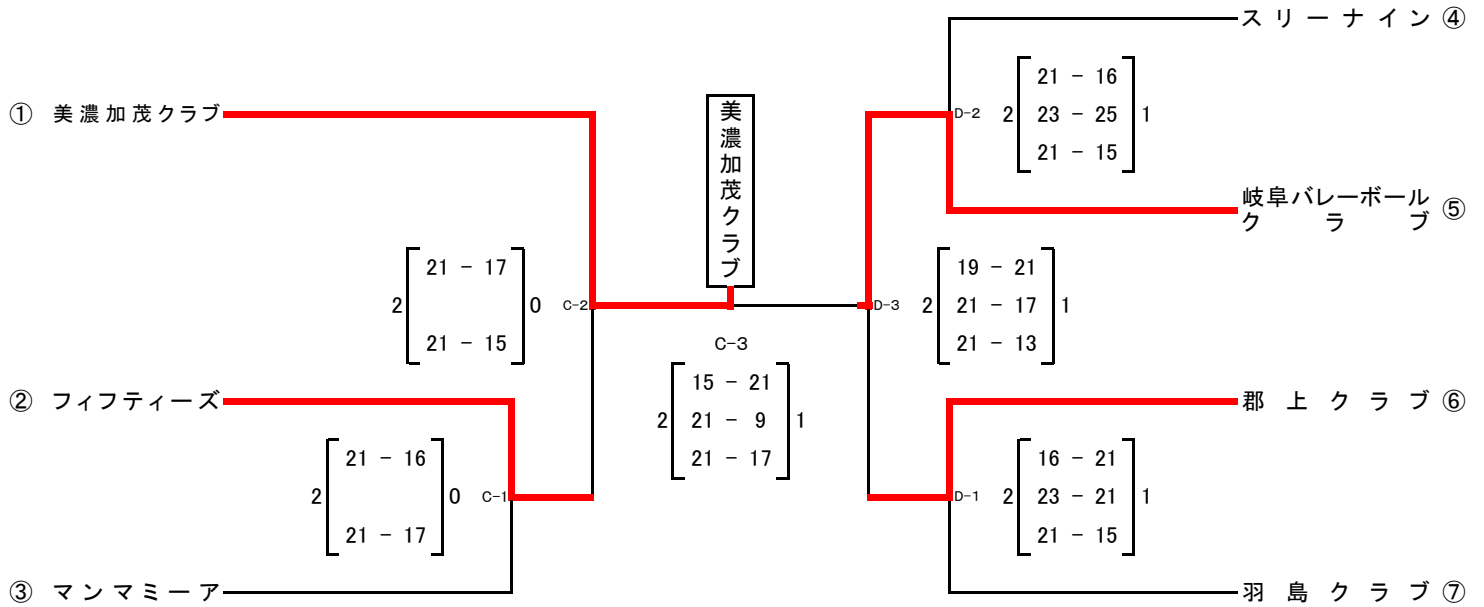 ① 美濃加茂クラブ
② フィフティーズ
③ マンマミーア
2 21 - 17 0
21 - 15
C-2
2 21 - 16 0
21 - 17
C-1
美濃加茂クラブ
C-3
15 - 21
2 21 - 9 1
21 - 17
スリーナイン ④
D-2
21 - 16
2 23 - 25 1
21 - 15
岐阜バレーボール
クラブ ⑤
D-3
19 - 21
2 21 - 17 1
21 - 13
郡上クラブ ⑥
D-1
16 - 21
2 23 - 21 1
21 - 15
羽島クラブ ⑦